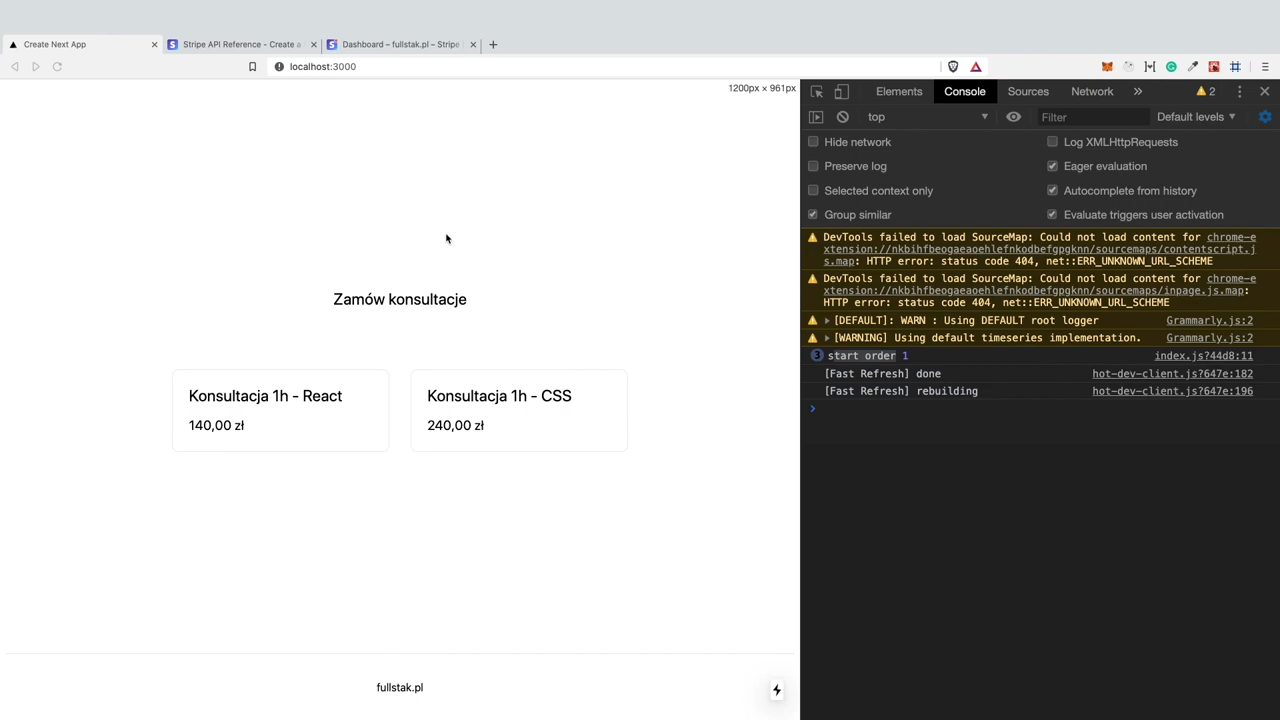 Create Next App
Stripe API Reference - Create a
Dashboard – fullstak.pl – Stripe
localhost:3000
1200px × 961px
Zamów konsultacje
Konsultacja 1h - React
140,00 zł
Konsultacja 1h - CSS
240,00 zł
fullstak.pl
Elements
Console
Sources
Network
2
top
Filter
Default levels
Hide network
Log XMLHttpRequests
Preserve log
Eager evaluation
Selected context only
Autocomplete from history
Group similar
Evaluate triggers user activation
DevTools failed to load SourceMap: Could not load content for chrome-e
xtension://nkbihfbeogaeaoehlefnkodbefgpgknn/sourcemaps/contentscript.j
s.map: HTTP error: status code 404, net::ERR_UNKNOWN_URL_SCHEME
DevTools failed to load SourceMap: Could not load content for chrome-e
xtension://nkbihfbeogaeaoehlefnkodbefgpgknn/sourcemaps/inpage.js.map:
HTTP error: status code 404, net::ERR_UNKNOWN_URL_SCHEME
[DEFAULT]: WARN : Using DEFAULT root logger Grammarly.js:2
[WARNING] Using default timeseries implementation. Grammarly.js:2
3 start order 1 index.js?44d8:11
[Fast Refresh] done hot-dev-client.js?647e:182
[Fast Refresh] rebuilding hot-dev-client.js?647e:196